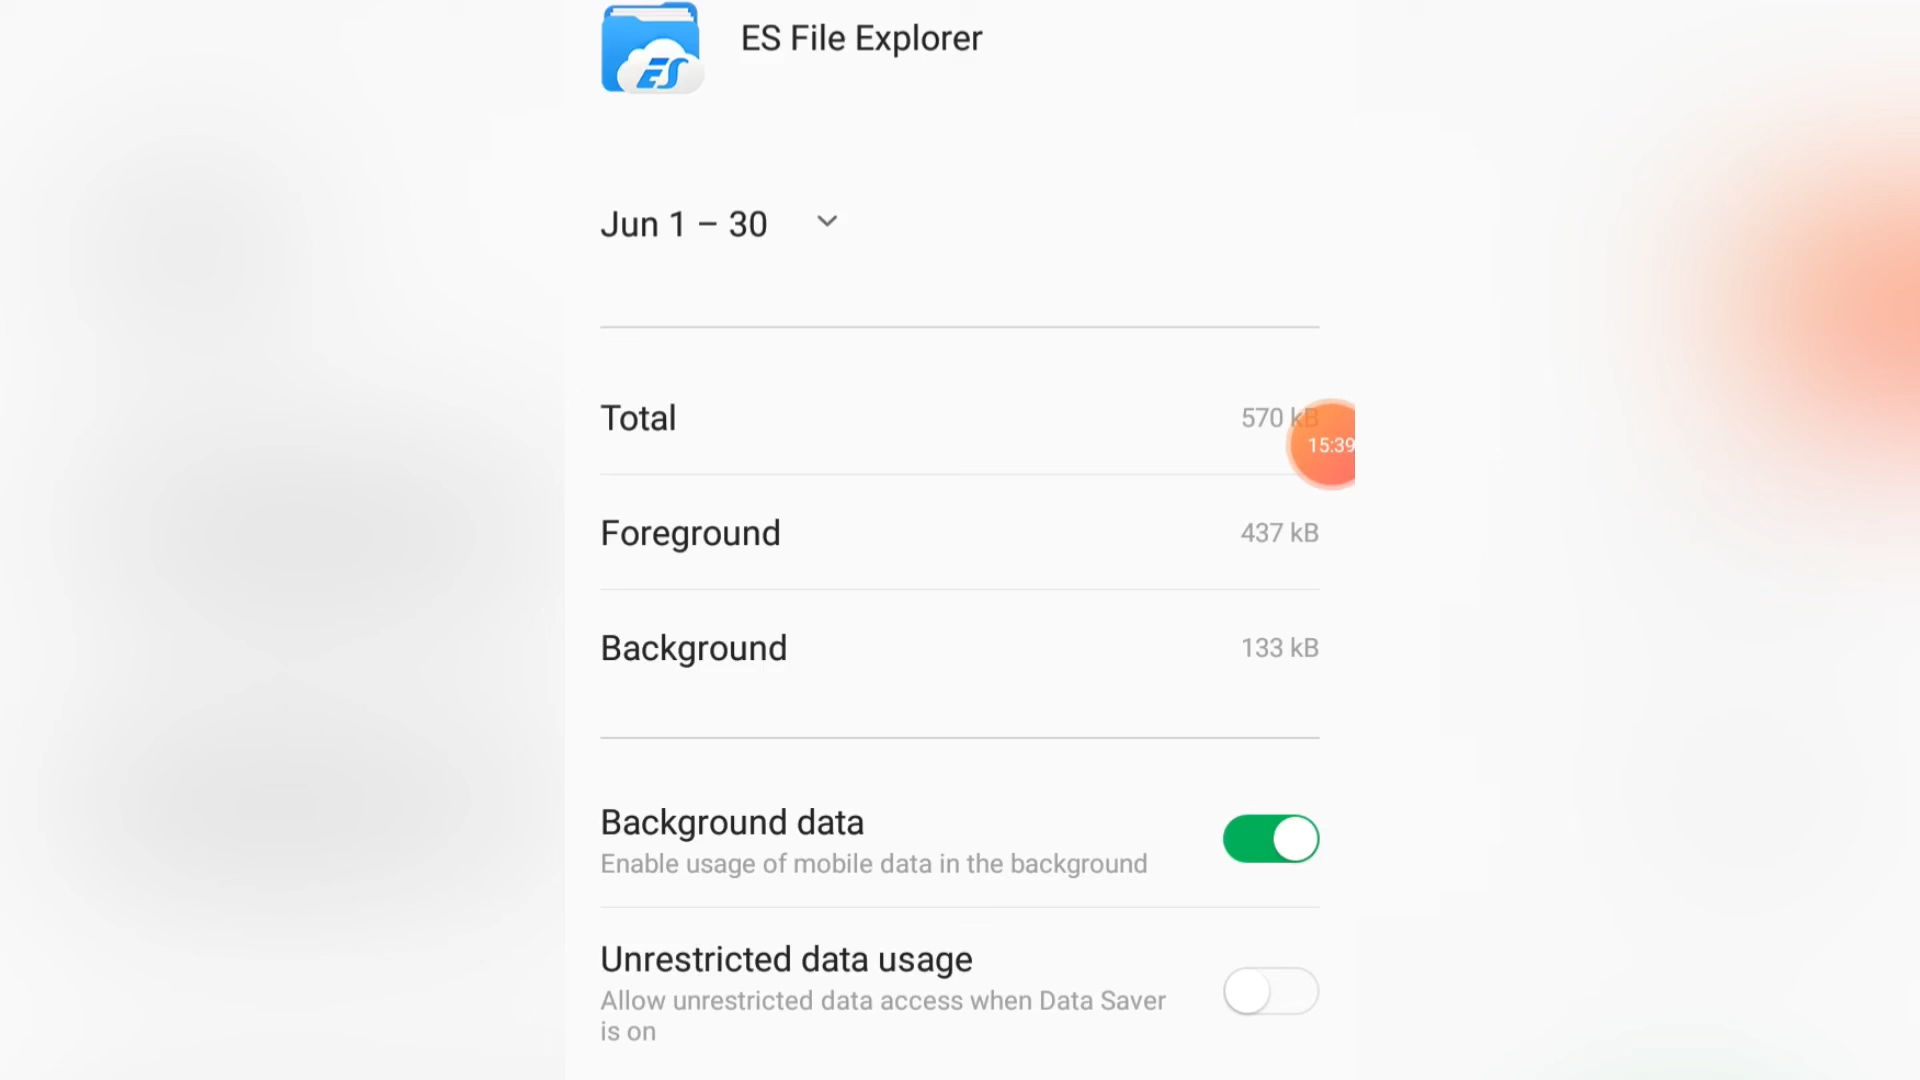 ES
ES File Explorer
Jun 1 – 30
Total
570 kB
15:39
Foreground
437 kB
Background
133 kB
Background data
Enable usage of mobile data in the background
Unrestricted data usage
Allow unrestricted data access when Data Saver
is on